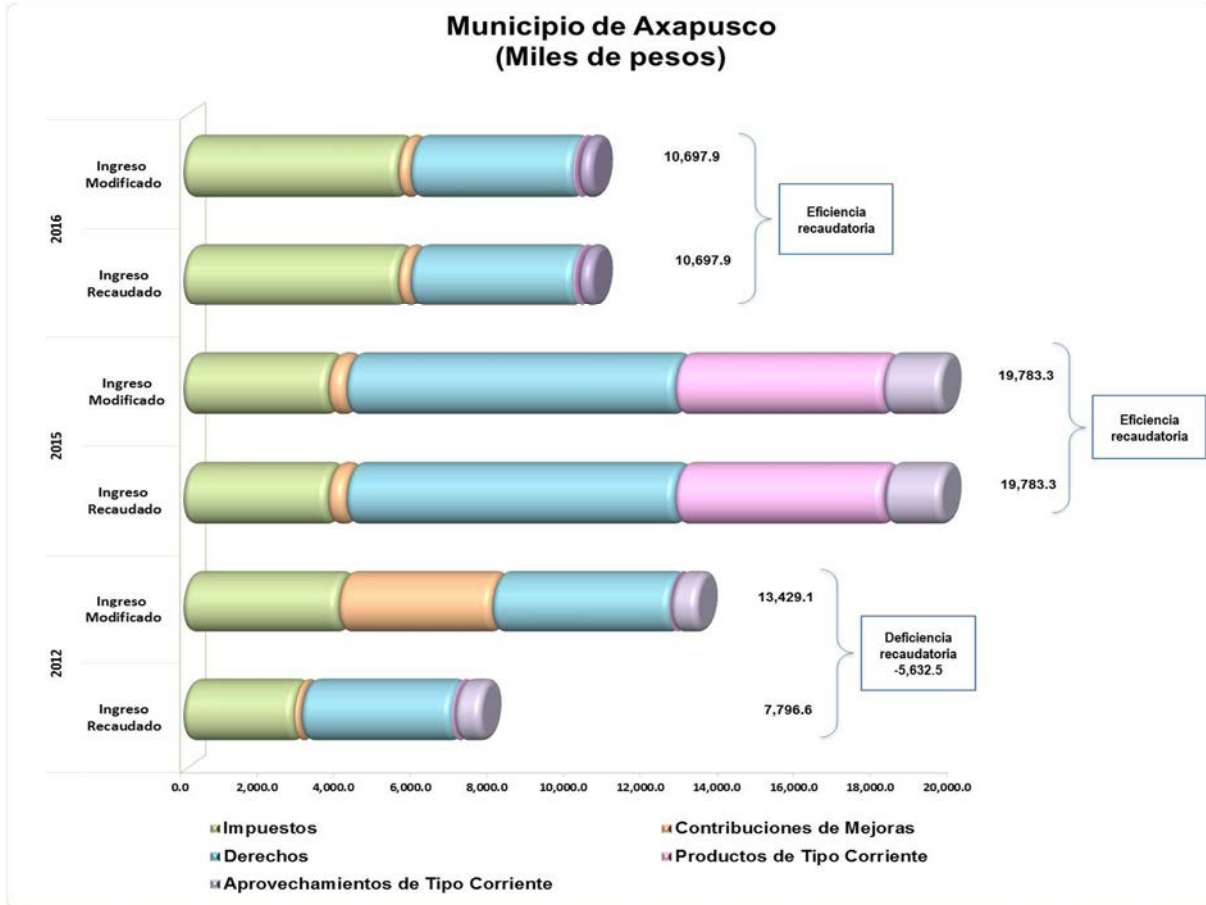 Municipio de Axapusco
(Miles de pesos)
2016
Ingreso
Modificado
10,697.9
Ingreso
Recaudado
10,697.9
Eficiencia
recaudatoria
2015
Ingreso
Modificado
19,783.3
Ingreso
Recaudado
19,783.3
Eficiencia
recaudatoria
2012
Ingreso
Modificado
13,429.1
Ingreso
Recaudado
7,796.6
Deficiencia
recaudatoria
-5,632.5
0.0 2,000.0 4,000.0 6,000.0 8,000.0 10,000.0 12,000.0 14,000.0 16,000.0 18,000.0 20,000.0
Impuestos
Contribuciones de Mejoras
Derechos
Productos de Tipo Corriente
Aprovechamientos de Tipo Corriente